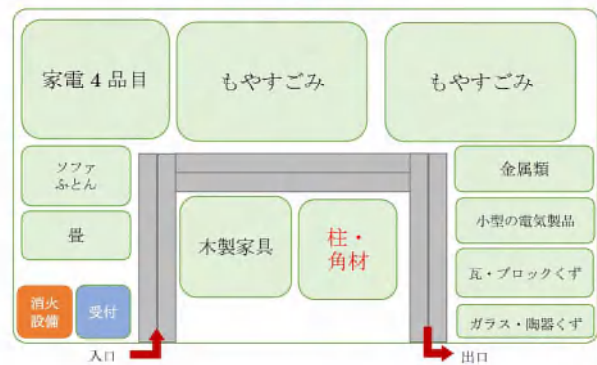 家電４品目
もやすごみ
もやすごみ
ソファ
ふとん
畳
金属類
小型の電気製品
木製家具
柱・
角材
瓦・ブロックくず
消火
設備
受付
ガラス・陶器くず
入口
出口